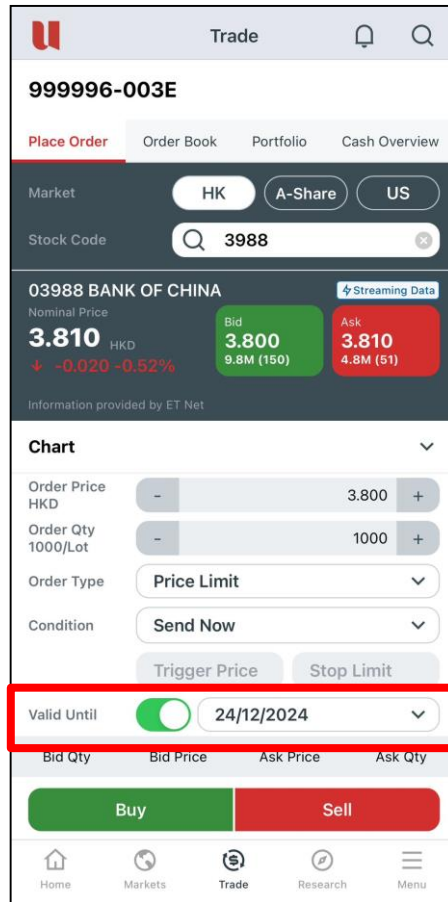 Trade
999996-003E
Place Order Order Book Portfolio Cash Overview
Market HK A-Share US
Stock Code 3988
03988 BANK OF CHINA Streaming Data
Nominal Price
3.810 HKD
-0.020 -0.52%
Bid
3.800
9.8M (150)
Ask
3.810
4.8M (51)
Information provided by ET Net
Chart
Order Price
HKD
- 3.800 +
Order Qty
1000/Lot
- 1000 +
Order Type Price Limit
Condition Send Now
Trigger Price Stop Limit
Valid Until 24/12/2024
Bid Qty Bid Price Ask Price Ask Qty
Buy Sell
Home Markets Trade Research Menu